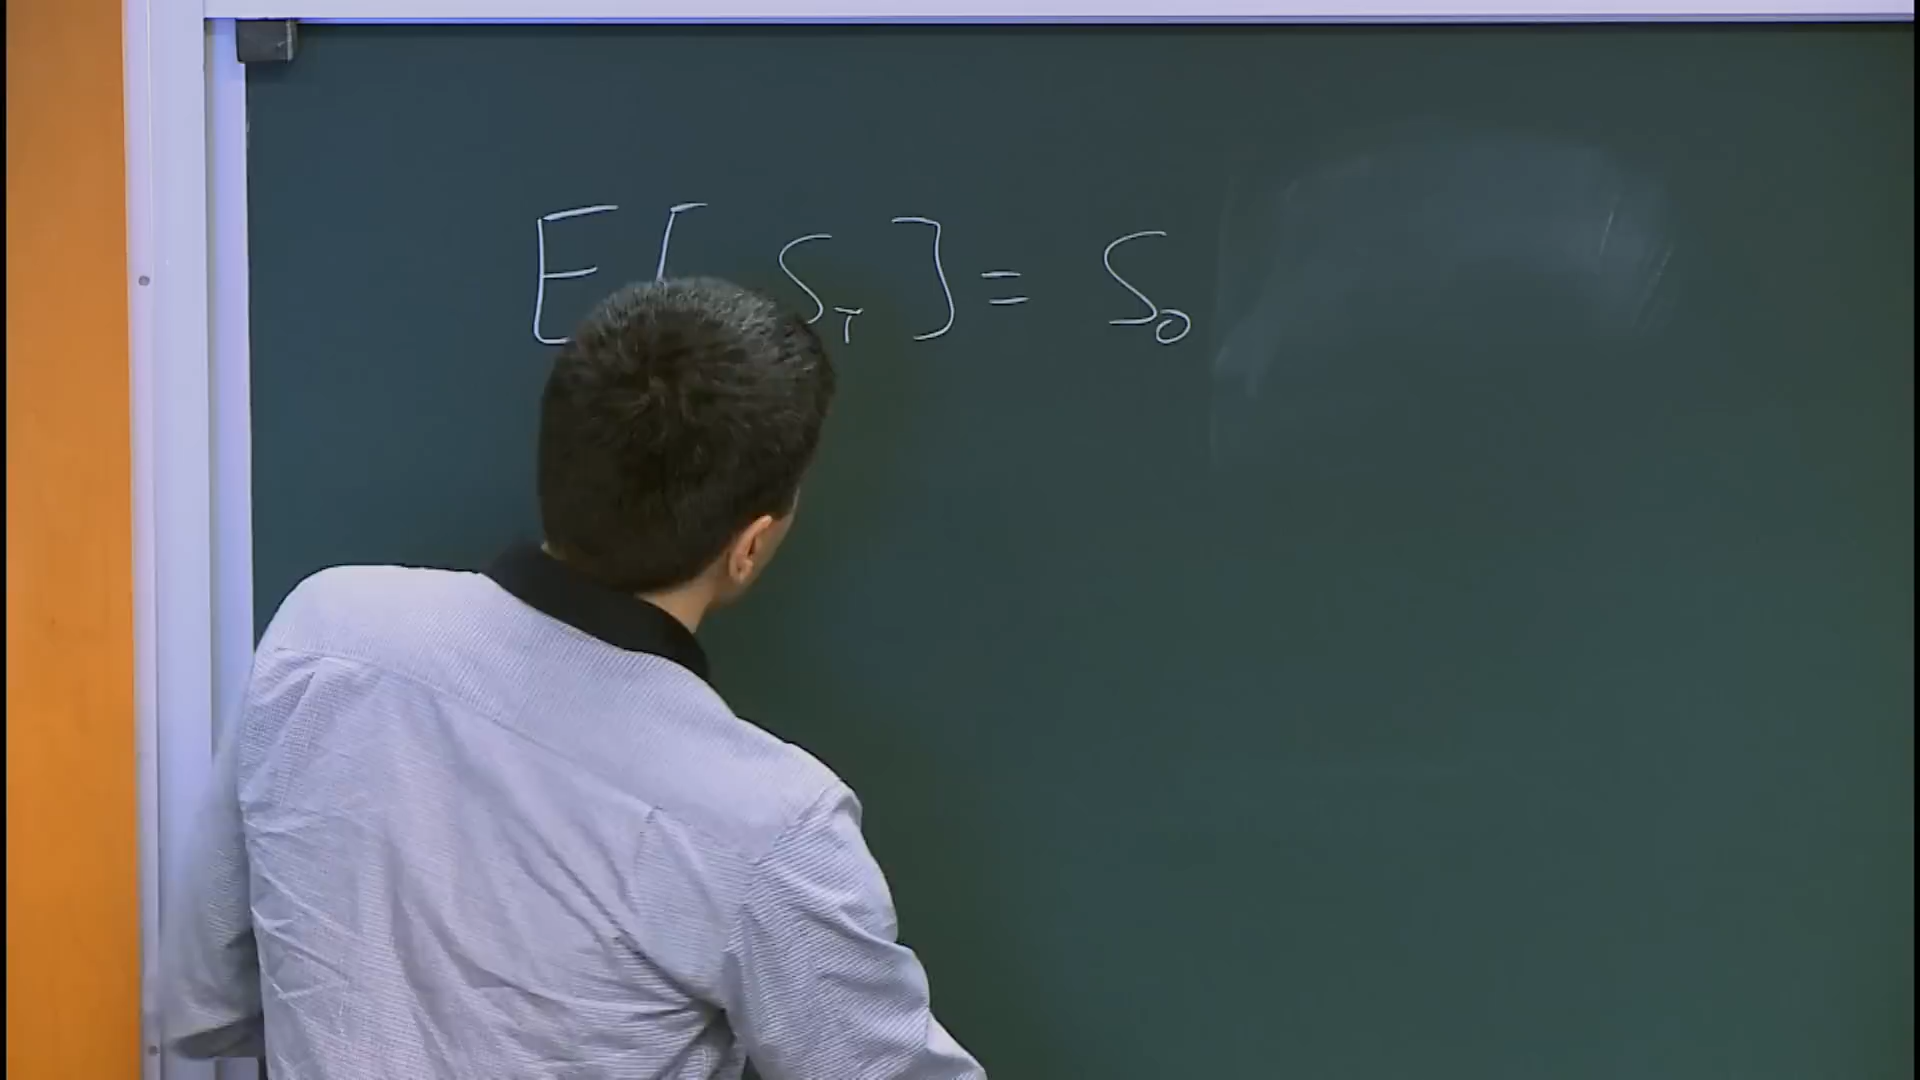 E[ S_T ] = S_0